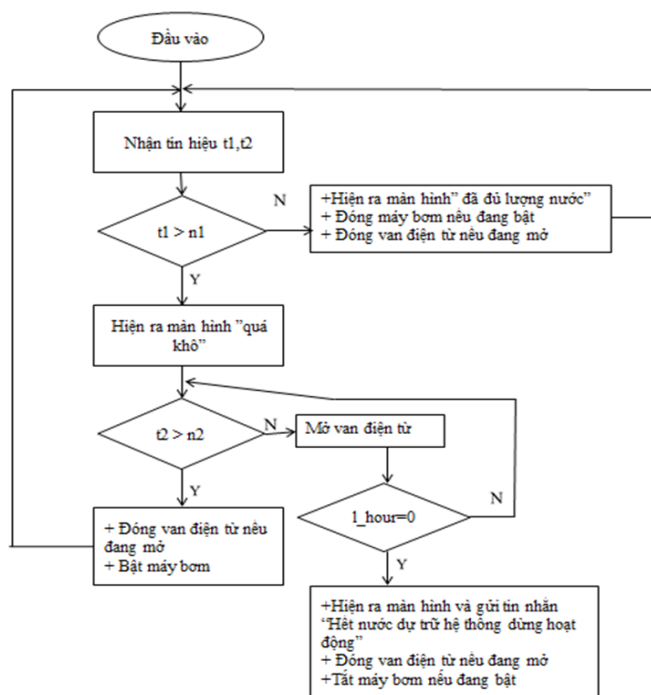 Đầu vào
Nhận tín hiệu t1,t2
t1 > n1
N
+Hiện ra màn hình” đã đủ lượng nước”
+ Đóng máy bơm nếu đang bật
+ Đóng van điện từ nếu đang mở
Y
Hiện ra màn hình ”quá
khô”
t2 > n2
N
Mở van điện từ
Y
1_hour=0
N
+ Đóng van điện từ nếu
đang mở
+ Bật máy bơm
Y
+Hiện ra màn hình và gửi tin nhắn
“Hết nước dự trữ hệ thống dừng hoạt
động”
+ Đóng van điện từ nếu đang mở
+Tắt máy bơm nếu đang bật